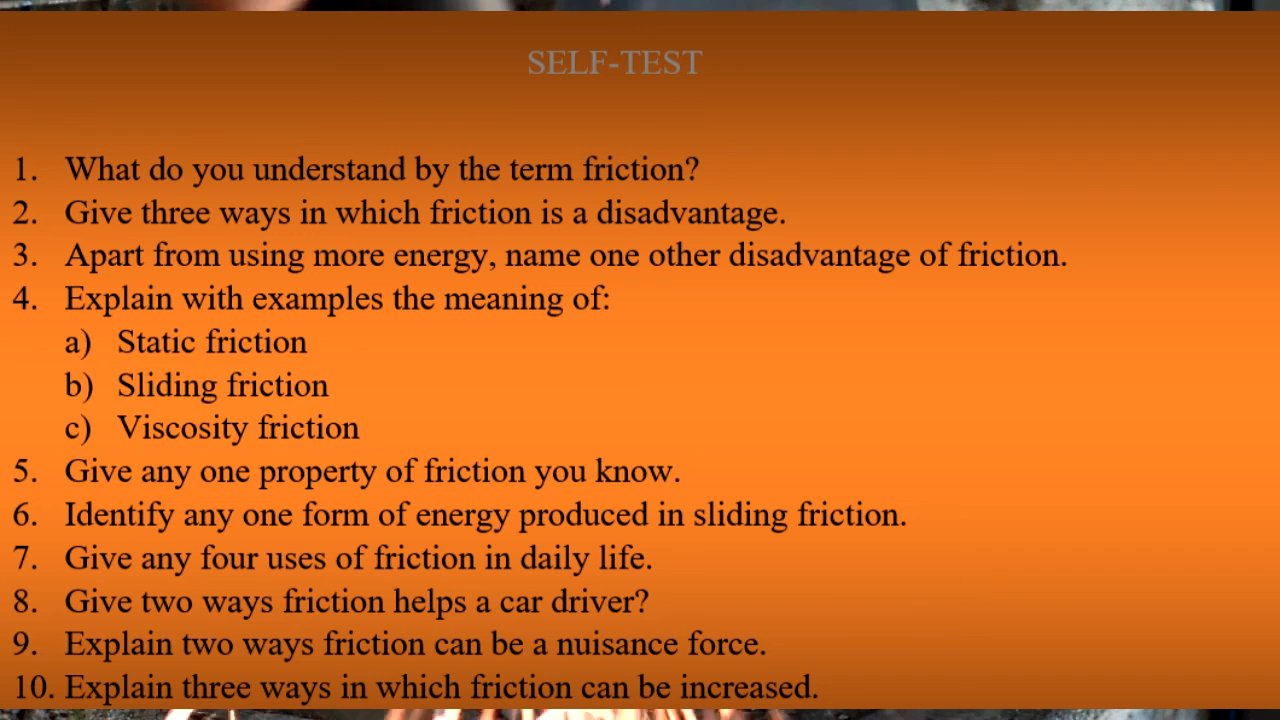 SELF-TEST
1. What do you understand by the term friction?
2. Give three ways in which friction is a disadvantage.
3. Apart from using more energy, name one other disadvantage of friction.
4. Explain with examples the meaning of:
a) Static friction
b) Sliding friction
c) Viscosity friction
5. Give any one property of friction you know.
6. Identify any one form of energy produced in sliding friction.
7. Give any four uses of friction in daily life.
8. Give two ways friction helps a car driver?
9. Explain two ways friction can be a nuisance force.
10. Explain three ways in which friction can be increased.